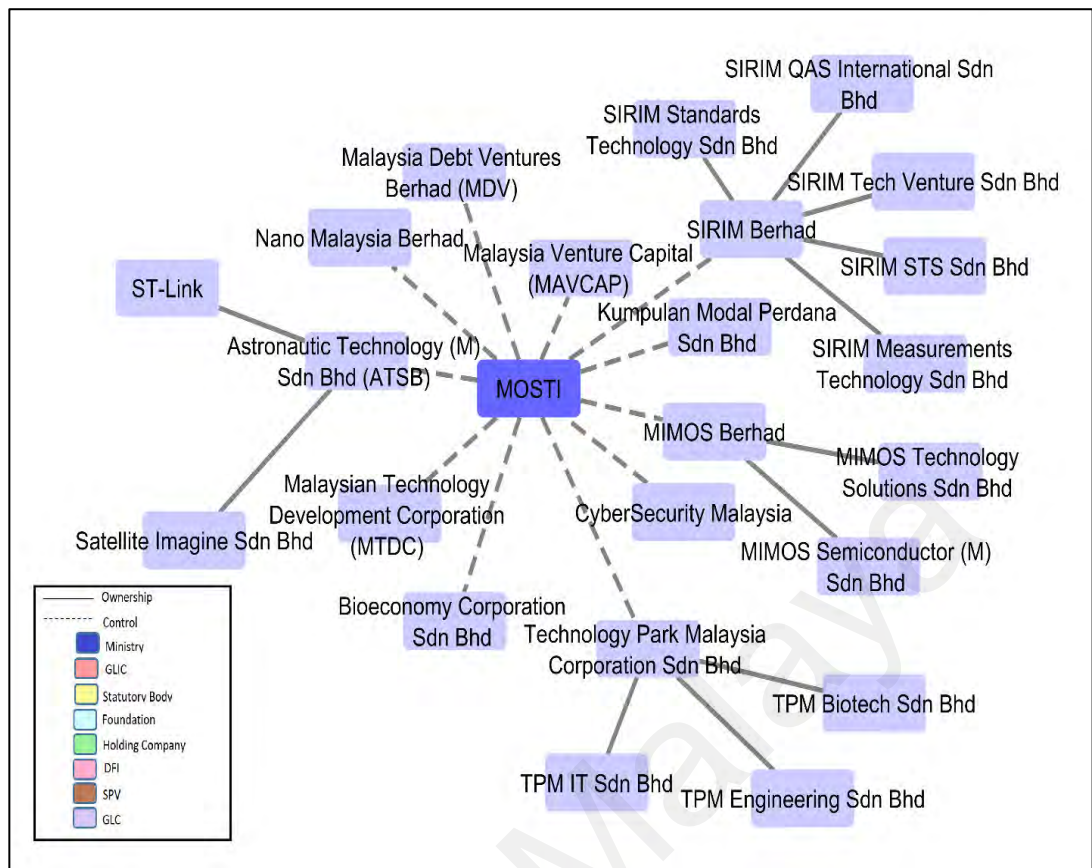 SIRIM QAS International Sdn
Bhd
SIRIM Standards
Technology Sdn Bhd
Malaysia Debt Ventures
Berhad (MDV)
SIRIM Tech Venture Sdn Bhd
SIRIM Berhad
Nano Malaysia Berhad
Malaysia Venture Capital
(MAVCAP)
SIRIM STS Sdn Bhd
ST-Link
Kumpulan Modal Perdana
Sdn Bhd
Astronautic Technology (M)
Sdn Bhd (ATSB)
SIRIM Measurements
Technology Sdn Bhd
MOSTI
MIMOS Berhad
MIMOS Technology
Solutions Sdn Bhd
Malaysian Technology
Development Corporation
(MTDC)
CyberSecurity Malaysia
Satellite Imagine Sdn Bhd
MIMOS Semiconductor (M)
Sdn Bhd
Bioeconomy Corporation
Sdn Bhd
Technology Park Malaysia
Corporation Sdn Bhd
TPM Biotech Sdn Bhd
TPM IT Sdn Bhd
TPM Engineering Sdn Bhd
Ownership
Control
Ministry
GLIC
Statutory Body
Foundation
Holding Company
DFI
SPV
GLC
Malaya